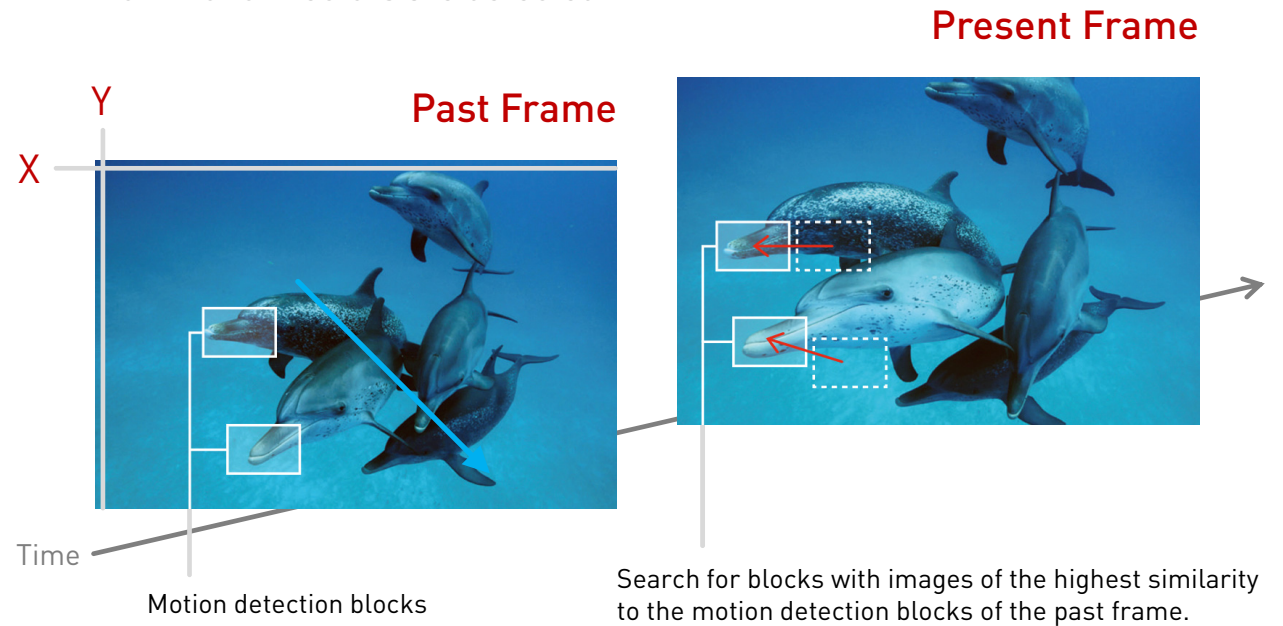 Present Frame
Past Frame
Y
X
Time
Motion detection blocks
Search for blocks with images of the highest similarity
to the motion detection blocks of the past frame.